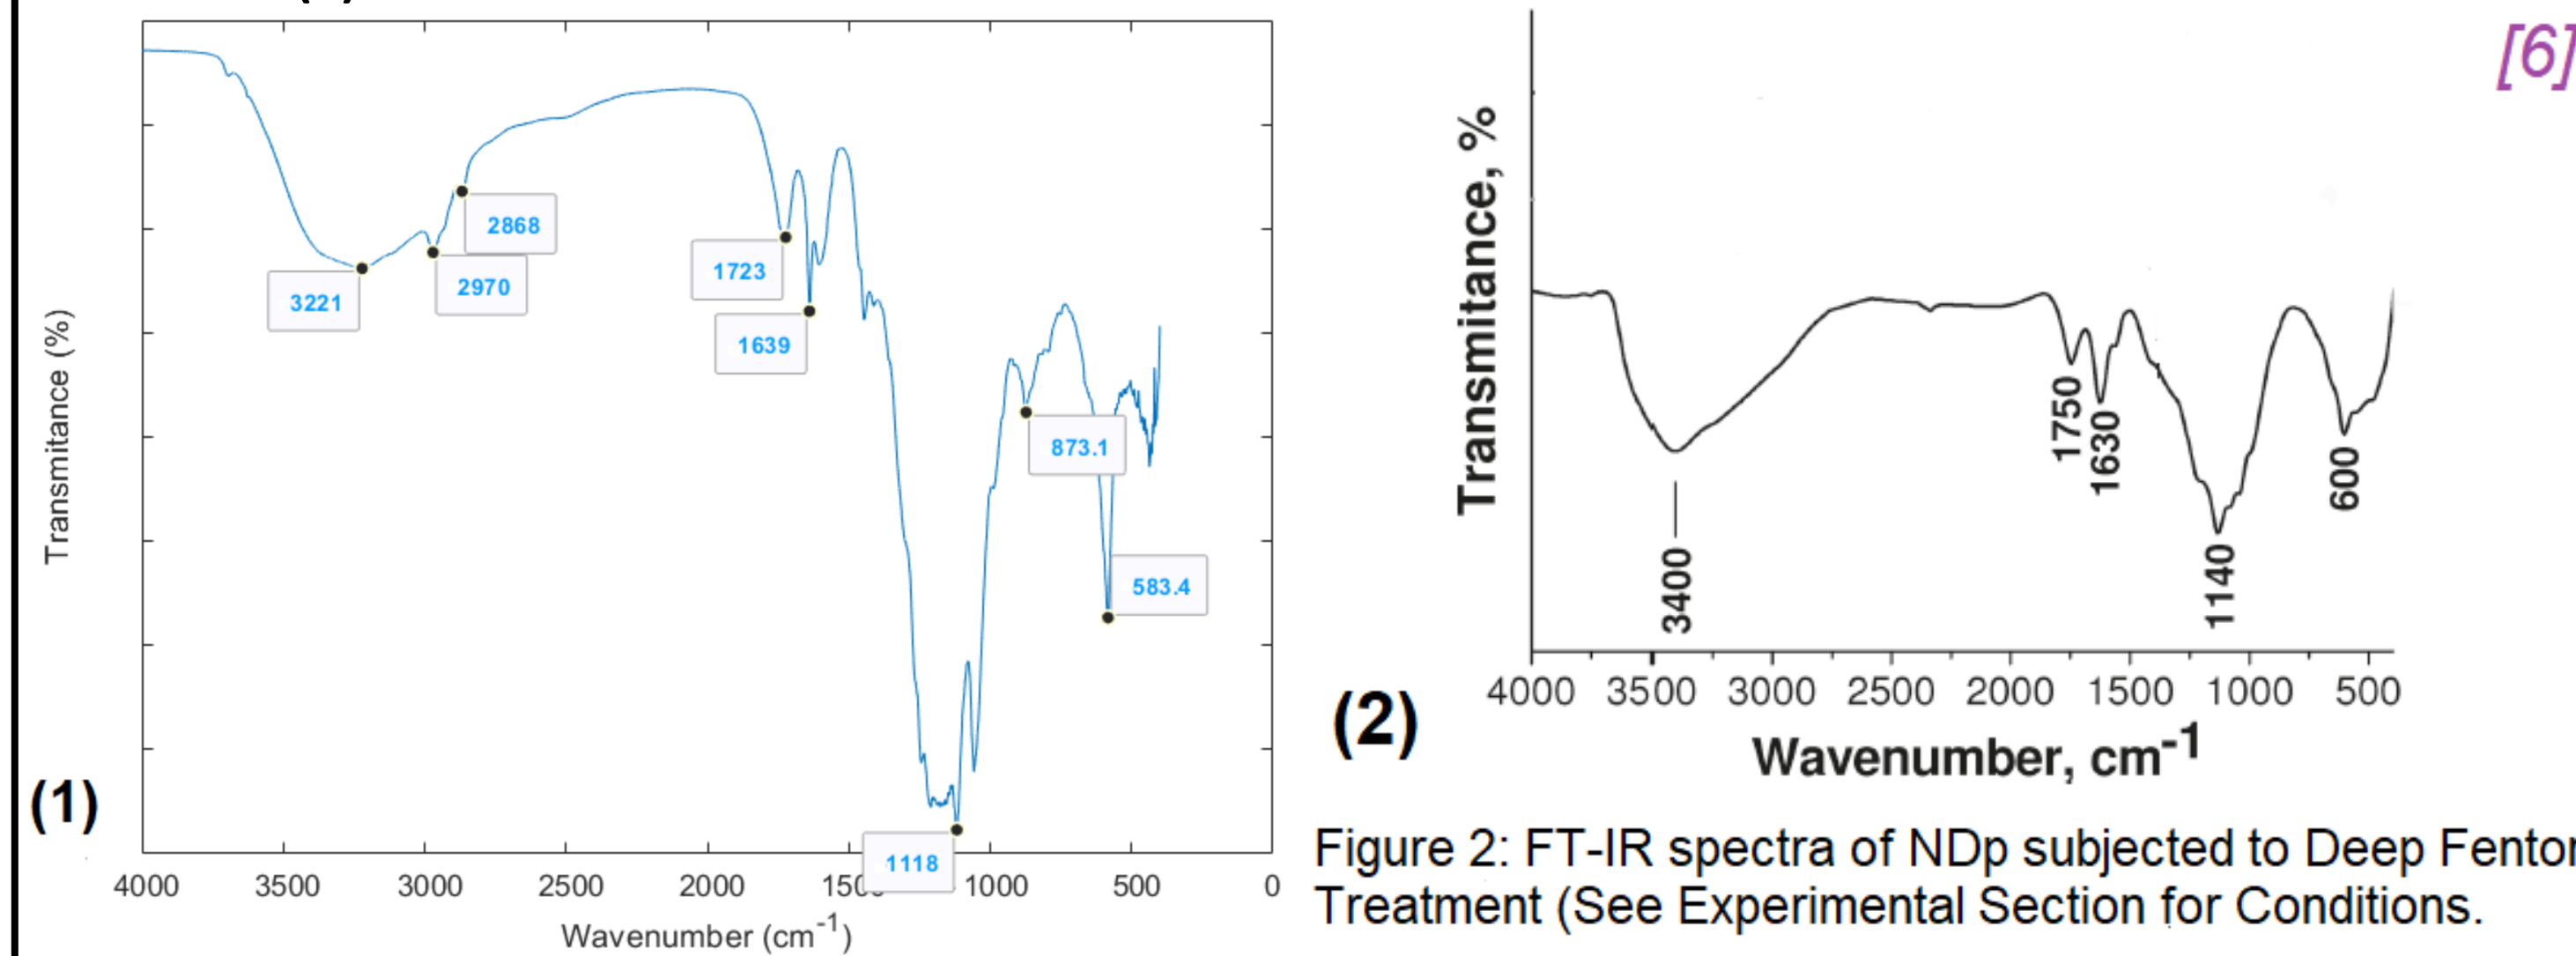 Transmitance (%)
3221
2970
2868
1723
1639
873.1
583.4
1118
4000 3500 3000 2500 2000 1000 500 0
Wavenumber (cm-1)
(1)
[6]
Transmitance, %
3400
1750
1630
1140
600
4000 3500 3000 2500 2000 1500 1000 500
Wavenumber, cm-1
(2)
Figure 2: FT-IR spectra of NDp subjected to Deep Fenton
Treatment (See Experimental Section for Conditions.